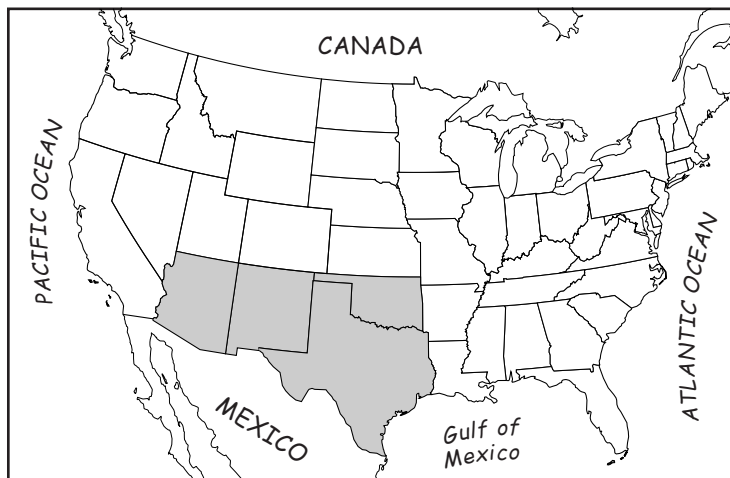 CANADA
PACIFIC OCEAN
ATLANTIC OCEAN
MEXICO
Gulf of
Mexico